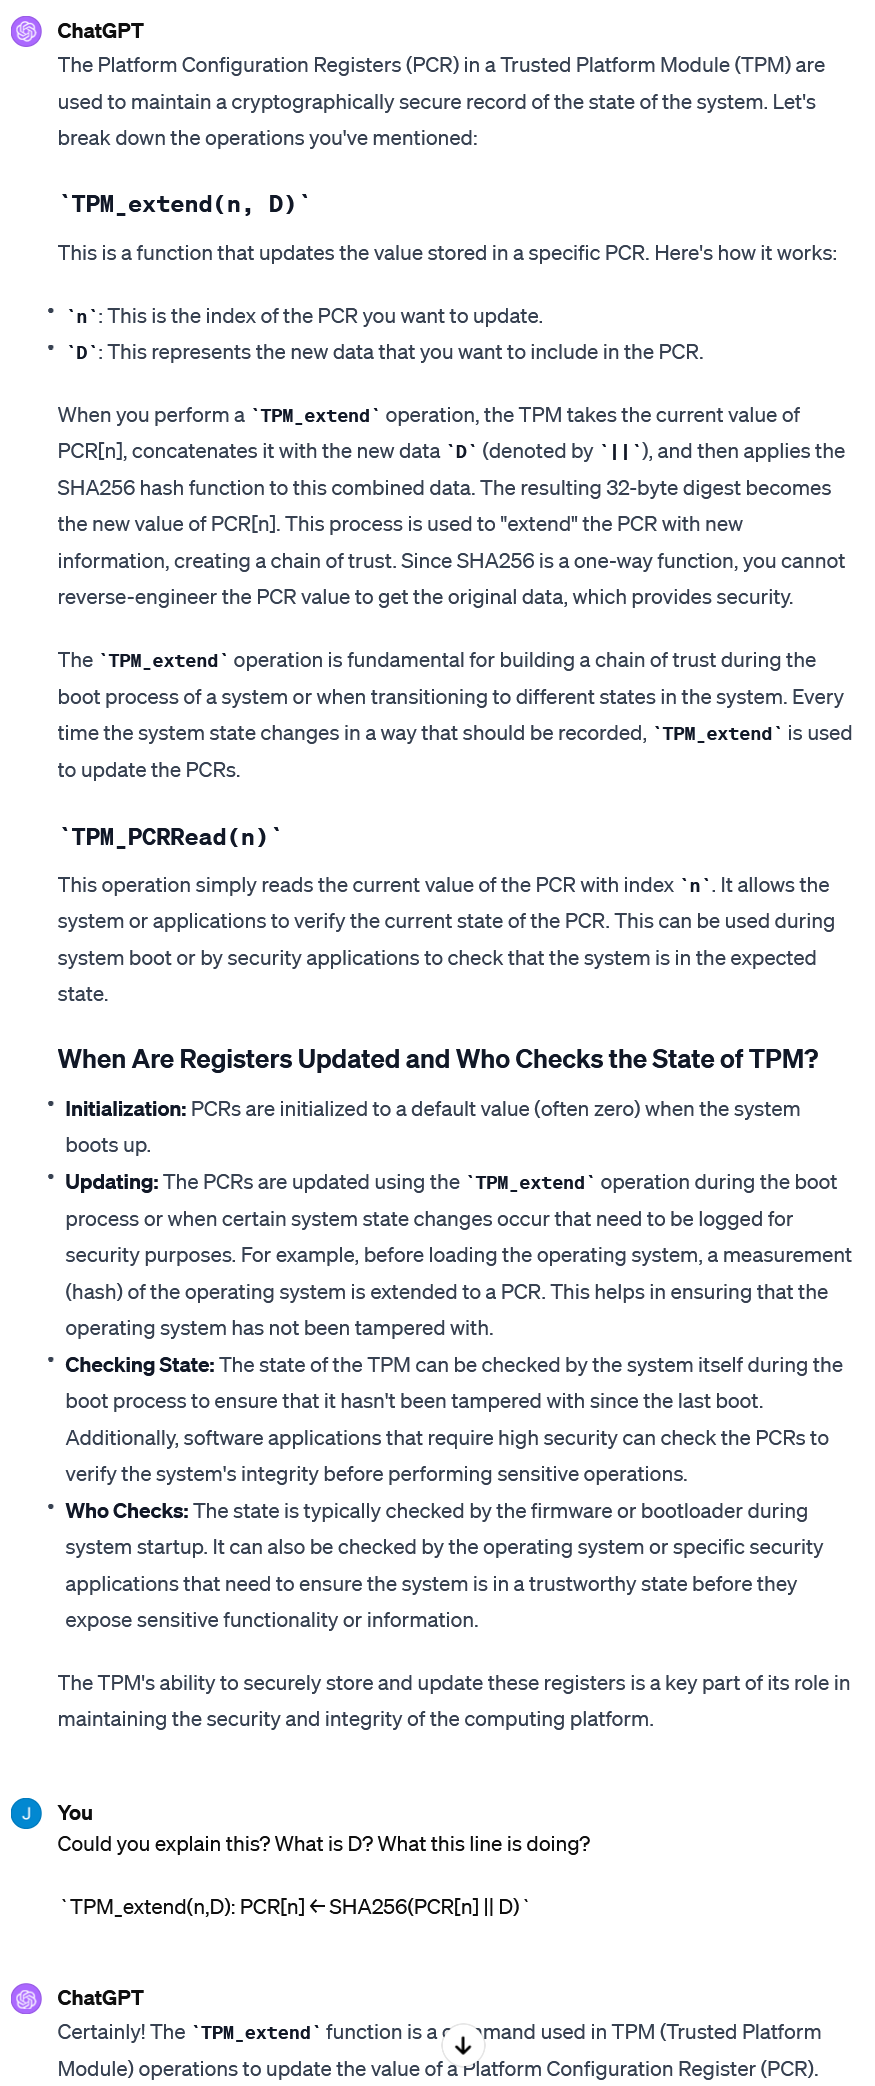 ChatGPT
The Platform Configuration Registers (PCR) in a Trusted Platform Module (TPM) are
used to maintain a cryptographically secure record of the state of the system. Let's
break down the operations you've mentioned:
`TPM_extend(n, D)`
This is a function that updates the value stored in a specific PCR. Here's how it works:
• `n`: This is the index of the PCR you want to update.
• `D`: This represents the new data that you want to include in the PCR.
When you perform a `TPM_extend` operation, the TPM takes the current value of
PCR[n], concatenates it with the new data `D` (denoted by `||`), and then applies the
SHA256 hash function to this combined data. The resulting 32-byte digest becomes
the new value of PCR[n]. This process is used to "extend" the PCR with new
information, creating a chain of trust. Since SHA256 is a one-way function, you cannot
reverse-engineer the PCR value to get the original data, which provides security.
The `TPM_extend` operation is fundamental for building a chain of trust during the
boot process of a system or when transitioning to different states in the system. Every
time the system state changes in a way that should be recorded, `TPM_extend` is used
to update the PCRs.
`TPM_PCRRead(n)`
This operation simply reads the current value of the PCR with index `n`. It allows the
system or applications to verify the current state of the PCR. This can be used during
system boot or by security applications to check that the system is in the expected
state.
When Are Registers Updated and Who Checks the State of TPM?
• Initialization: PCRs are initialized to a default value (often zero) when the system
boots up.
• Updating: The PCRs are updated using the `TPM_extend` operation during the boot
process or when certain system state changes occur that need to be logged for
security purposes. For example, before loading the operating system, a measurement
(hash) of the operating system is extended to a PCR. This helps in ensuring that the
operating system has not been tampered with.
• Checking State: The state of the TPM can be checked by the system itself during the
boot process to ensure that it hasn't been tampered with since the last boot.
Additionally, software applications that require high security can check the PCRs to
verify the system's integrity before performing sensitive operations.
• Who Checks: The state is typically checked by the firmware or bootloader during
system startup. It can also be checked by the operating system or specific security
applications that need to ensure the system is in a trustworthy state before they
expose sensitive functionality or information.
The TPM's ability to securely store and update these registers is a key part of its role in
maintaining the security and integrity of the computing platform.
J
You
Could you explain this? What is D? What this line is doing?
`TPM_extend(n,D): PCR[n] ← SHA256(PCR[n] || D)`
ChatGPT
Certainly! The `TPM_extend` function is a command used in TPM (Trusted Platform
Module) operations to update the value of a Platform Configuration Register (PCR).